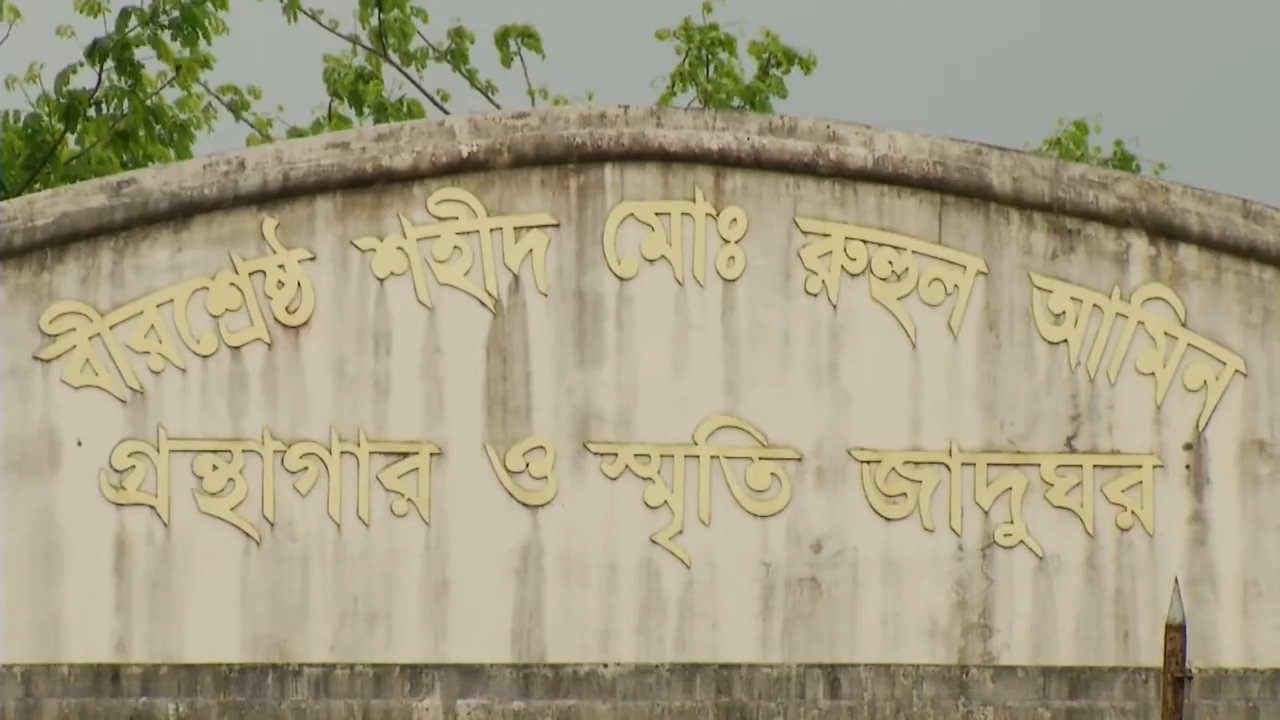 বীরশ্রেষ্ঠ শহীদ মোঃ রুহুল আমিন
গ্রন্থাগার ও স্মৃতি জাদুঘর